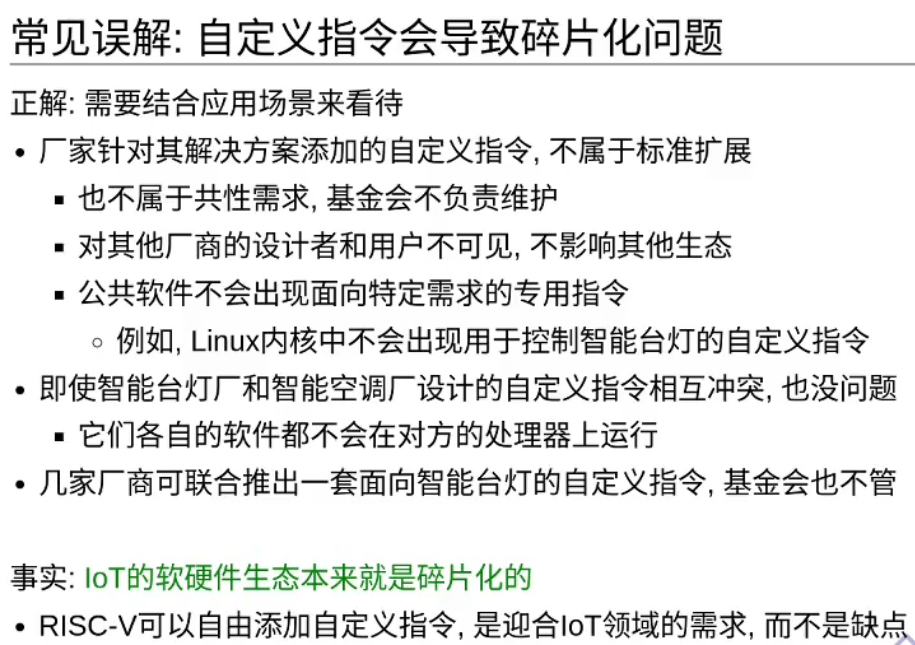 常见误解: 自定义指令会导致碎片化问题
正解: 需要结合应用场景来看待
• 厂家针对其解决方案添加的自定义指令, 不属于标准扩展
▪ 也不属于共性需求, 基金会不负责维护
▪ 对其他厂商的设计者和用户不可见, 不影响其他生态
▪ 公共软件不会出现面向特定需求的专用指令
◦ 例如, Linux内核中不会出现用于控制智能台灯的自定义指令
• 即使智能台灯厂和智能空调厂设计的自定义指令相互冲突, 也没问题
▪ 它们各自的软件都不会在对方的处理器上运行
• 几家厂商可联合推出一套面向智能台灯的自定义指令, 基金会也不管
事实: IoT的软硬件生态本来就是碎片化的
• RISC-V可以自由添加自定义指令, 是迎合IoT领域的需求, 而不是缺点